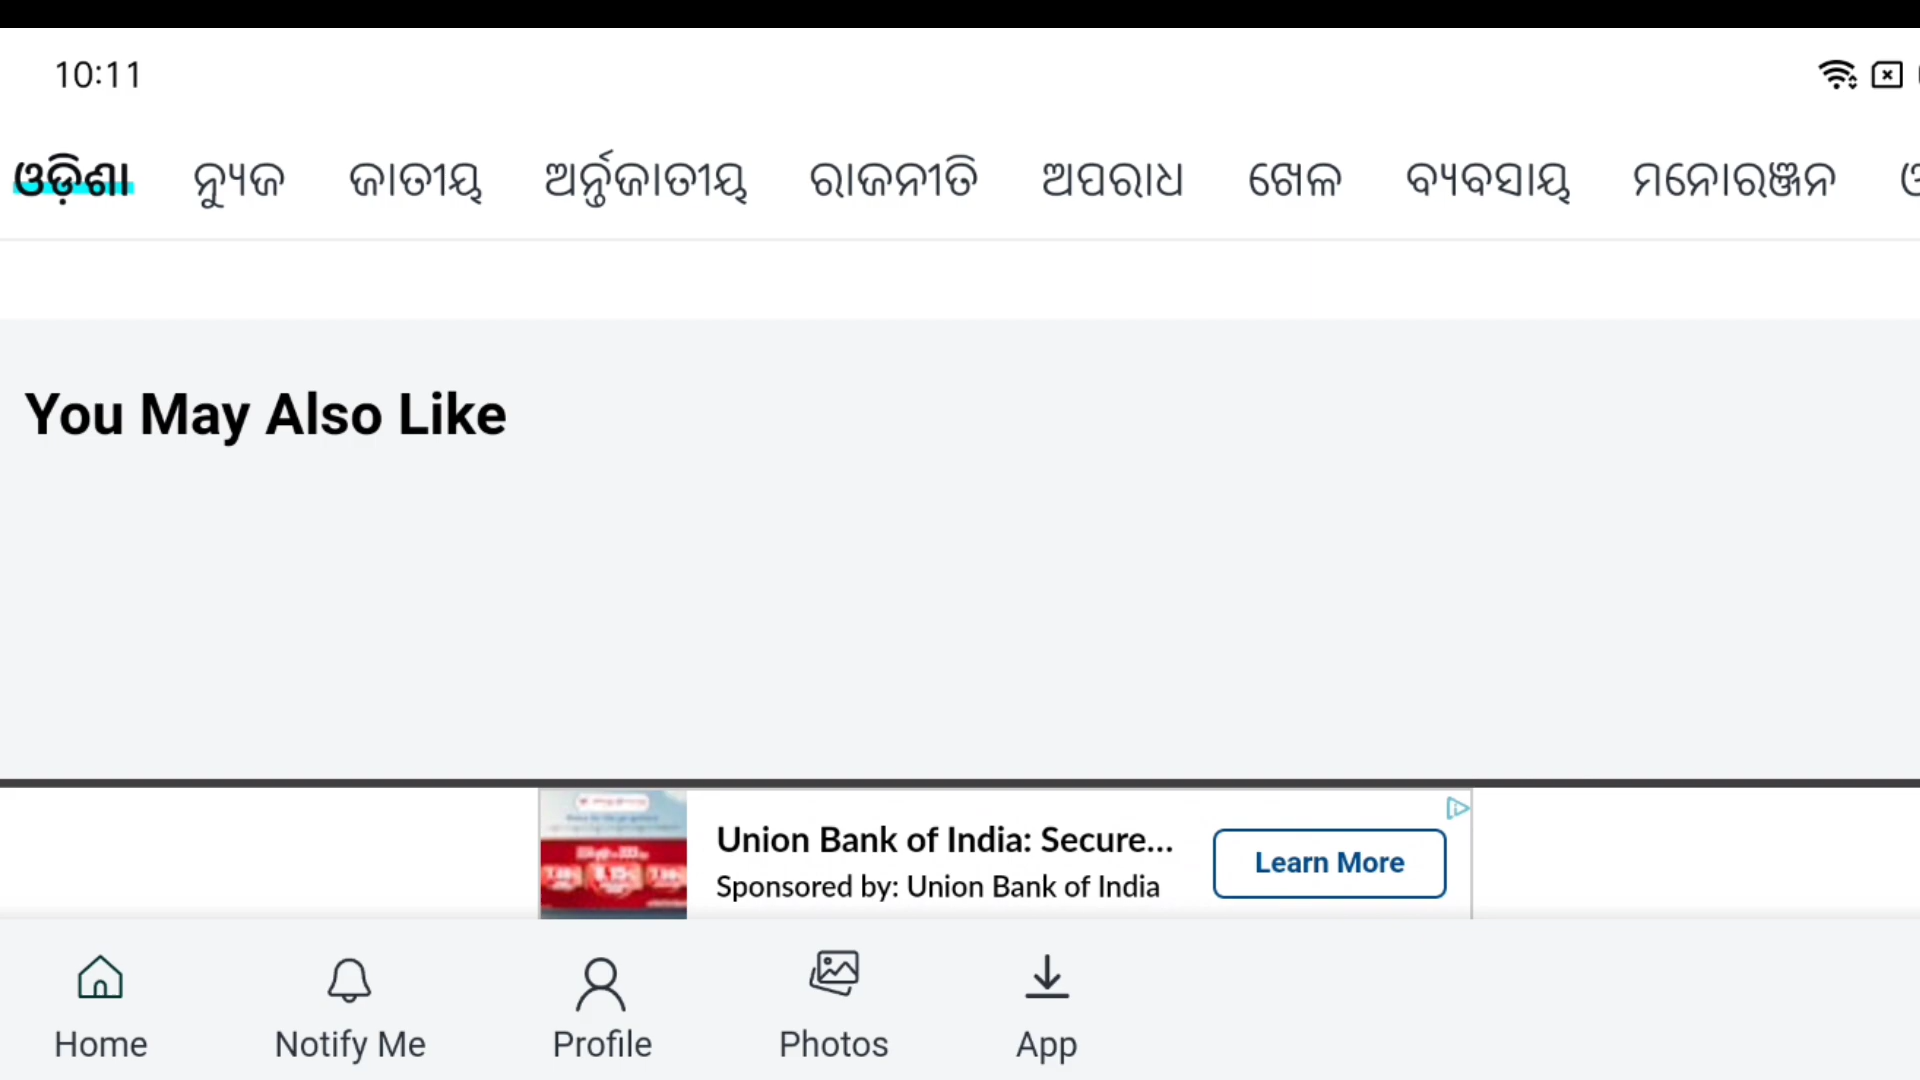 10:11
ଓଡ଼ିଶା ନ୍ୟୁଜ ଜାତୀୟ ଅର୍ନ୍ତଜାତୀୟ ରାଜନୀତି ଅପରାଧ ଖେଳ ବ୍ୟବସାୟ ମନୋରଞ୍ଜନ
You May Also Like
Union Bank of India: Secure...
Sponsored by: Union Bank of India
Learn More
Home Notify Me Profile Photos App